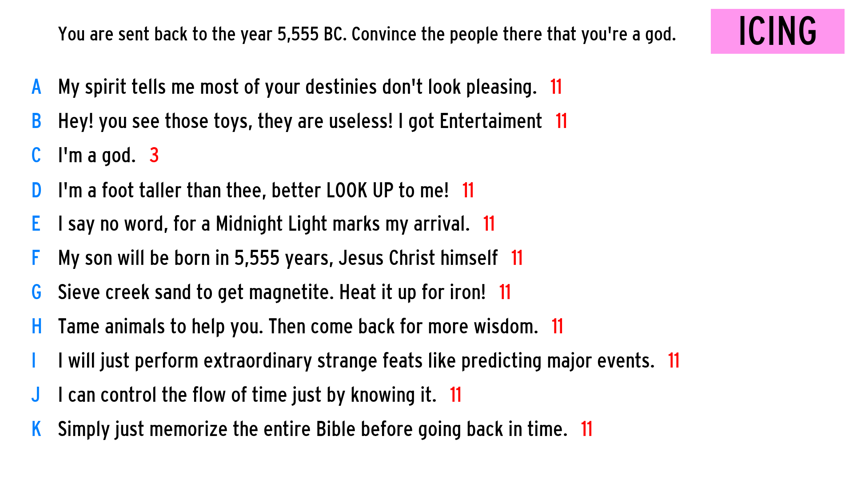 You are sent back to the year 5,555 BC. Convince the people there that you're a god.
ICING
A My spirit tells me most of your destinies don't look pleasing. 11
B Hey! you see those toys, they are useless! I got Entertaiment 11
C I'm a god. 3
D I'm a foot taller than thee, better LOOK UP to me! 11
E I say no word, for a Midnight Light marks my arrival. 11
F My son will be born in 5,555 years, Jesus Christ himself 11
G Sieve creek sand to get magnetite. Heat it up for iron! 11
H Tame animals to help you. Then come back for more wisdom. 11
I I will just perform extraordinary strange feats like predicting major events. 11
J I can control the flow of time just by knowing it. 11
K Simply just memorize the entire Bible before going back in time. 11